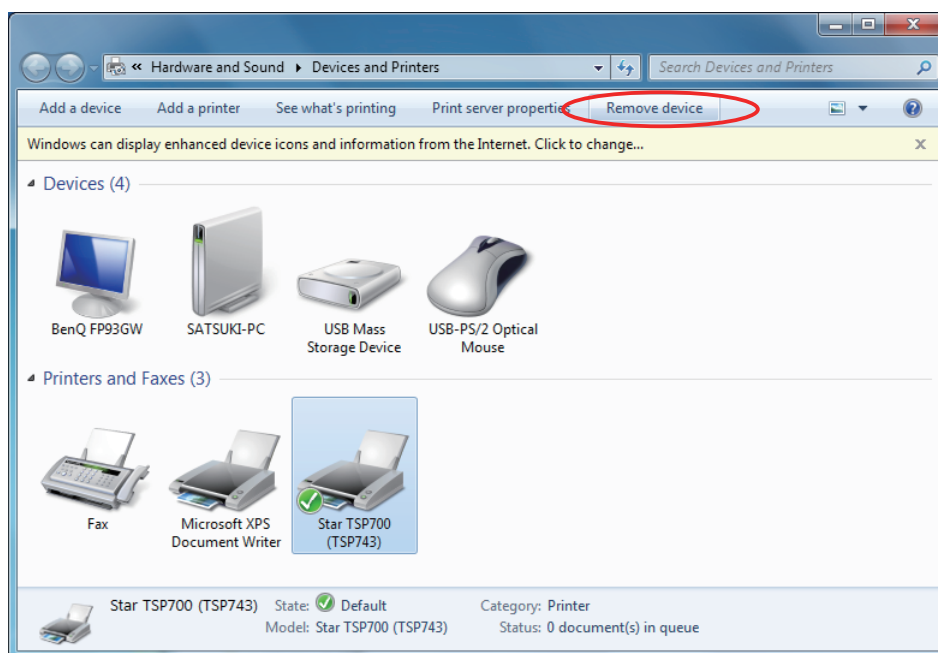 « Hardware and Sound ▸ Devices and Printers
Search Devices and Printers
Add a device Add a printer See what's printing Print server properties Remove device
Windows can display enhanced device icons and information from the Internet. Click to change...
Devices (4)
BenQ FP93GW
SATSUKI-PC
USB Mass
Storage Device
USB-PS/2 Optical
Mouse
Printers and Faxes (3)
Fax
Microsoft XPS
Document Writer
Star TSP700
(TSP743)
Star TSP700 (TSP743) State: Default Category: Printer
Model: Star TSP700 (TSP743) Status: 0 document(s) in queue